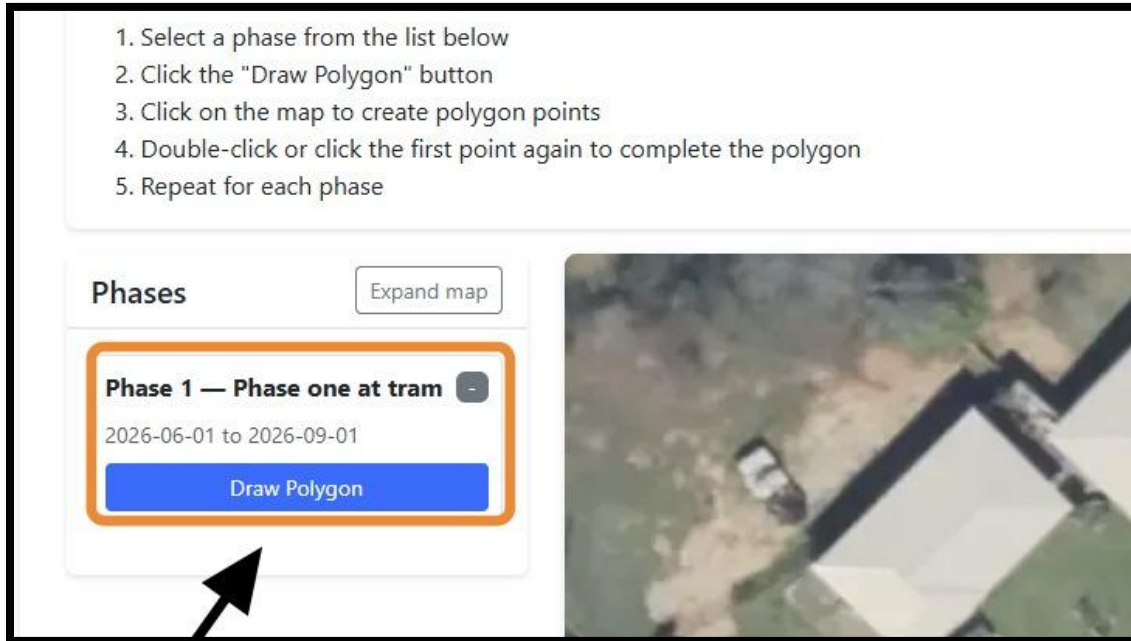 1. Select a phase from the list below
2. Click the "Draw Polygon" button
3. Click on the map to create polygon points
4. Double-click or click the first point again to complete the polygon
5. Repeat for each phase
Phases
Expand map
Phase 1 — Phase one at tram
-
2026-06-01 to 2026-09-01
Draw Polygon